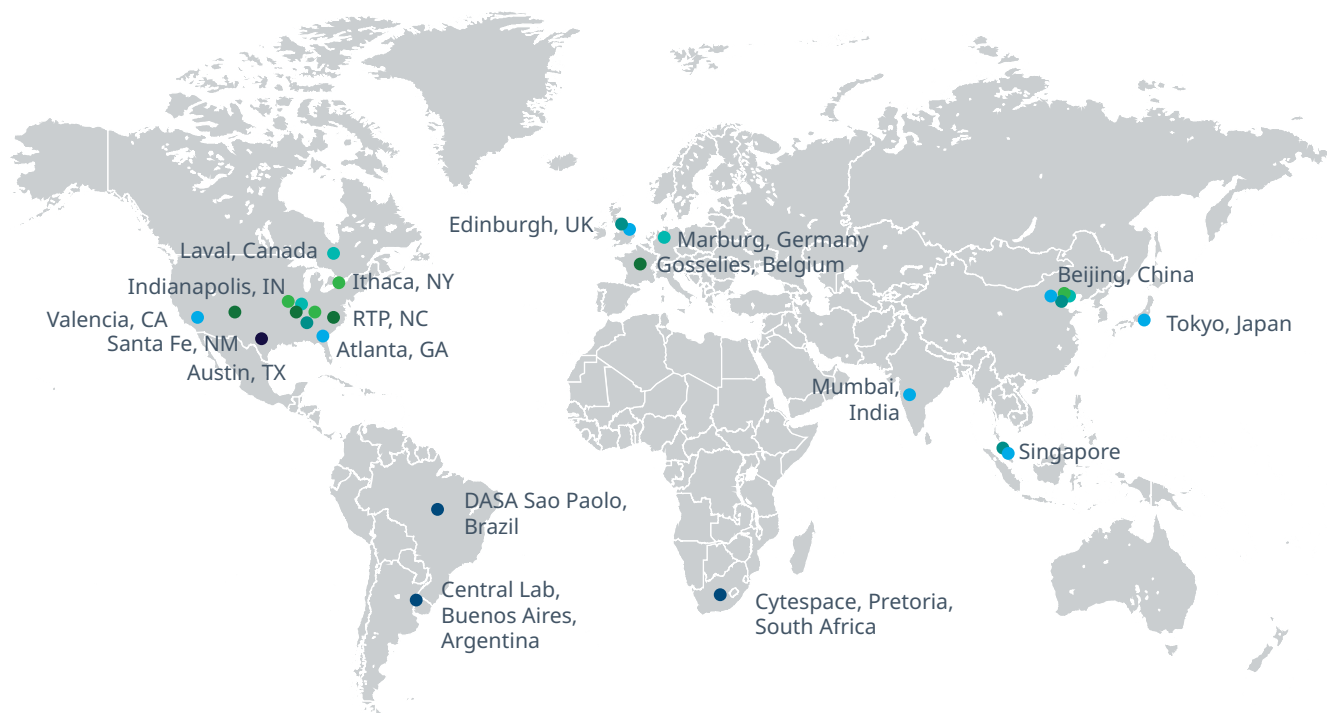 Edinburgh, UK
Marburg, Germany
Laval, Canada
Gosselies, Belgium
Beijing, China
Ithaca, NY
Indianapolis, IN
Valencia, CA
RTP, NC
Tokyo, Japan
Santa Fe, NM
Atlanta, GA
Austin, TX
Mumbai,
India
Singapore
DASA Sao Paolo,
Brazil
Central Lab,
Buenos Aires,
Argentina
Cytespace, Pretoria,
South Africa